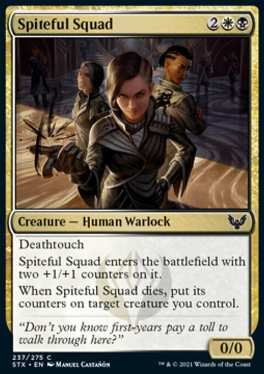 Spiteful Squad 2
Creature — Human Warlock
Deathtouch
Spiteful Squad enters the battlefield with
two +1/+1 counters on it.
When Spiteful Squad dies, put its
counters on target creature you control.
"Don't you know first-years pay a toll to
walk through here?"
0/0
237/275 C
STX • EN MANUEL CASTAÑÓN
™ & © 2021 Wizards of the Coast